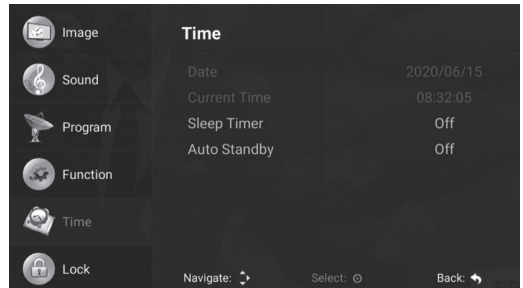 Image
Sound
Program
Function
Time
Lock
Time
Date 2020/06/15
Current Time 08:32:05
Sleep Timer Off
Auto Standby Off
Navigate: Select: Back: